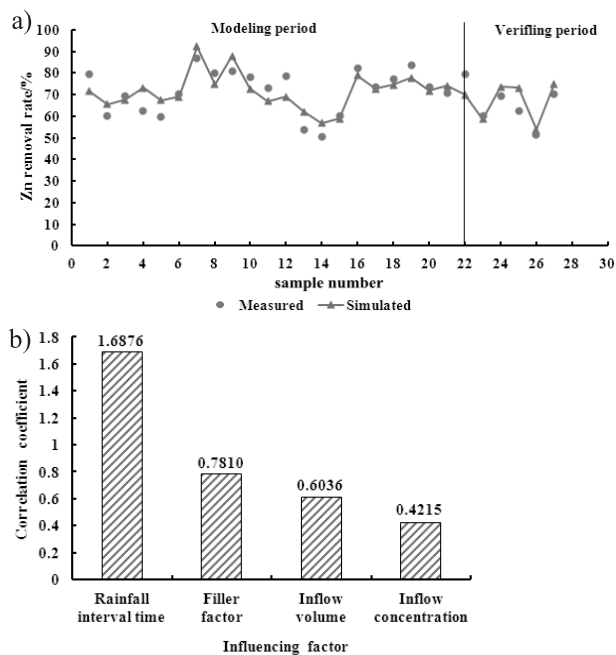 a)
Modeling period
Verifling period
Zn removal rate/%
100
90
80
70
60
50
40
30
20
10
0
0 2 4 6 8 10 12 14 16 18 20 22 24 26 28 30
sample number
Measured Simulated
b)
Correlation coefficient
1.8
1.6
1.4
1.2
1
0.8
0.6
0.4
0.2
0
1.6876
0.7810
0.6036
0.4215
Rainfall Filler Inflow Inflow
interval time factor volume concentration
Influencing factor